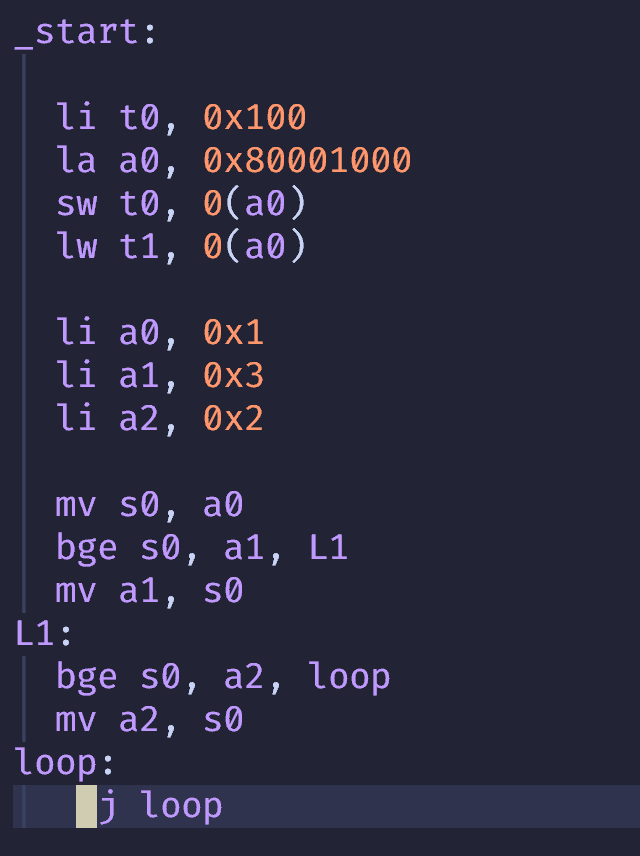 _start:
li t0, 0x100
la a0, 0x80001000
sw t0, 0(a0)
lw t1, 0(a0)
li a0, 0x1
li a1, 0x3
li a2, 0x2
mv s0, a0
bge s0, a1, L1
mv a1, s0
L1:
bge s0, a2, loop
mv a2, s0
loop:
j loop